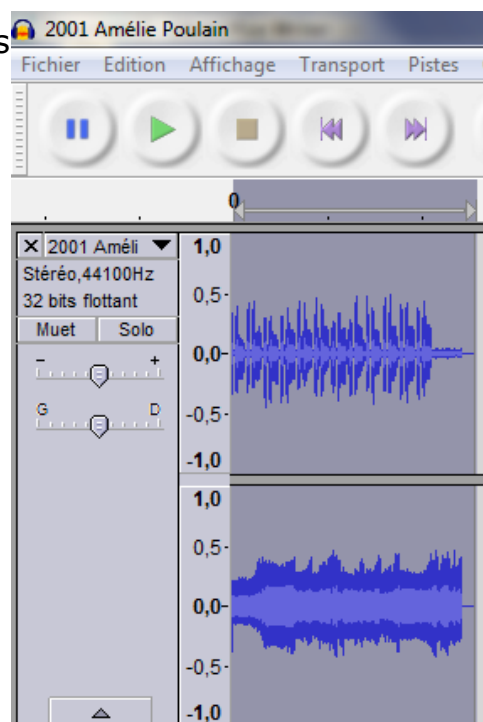 s
2001 Amélie Poulain
Fichier Edition Affichage Transport Pistes
0
2001 Améli
1,0
Stéréo,44100Hz
32 bits flottant
0,5
Muet Solo
0,0
- +
G D
-0,5
-1,0
1,0
0,5
0,0
-0,5
-1,0